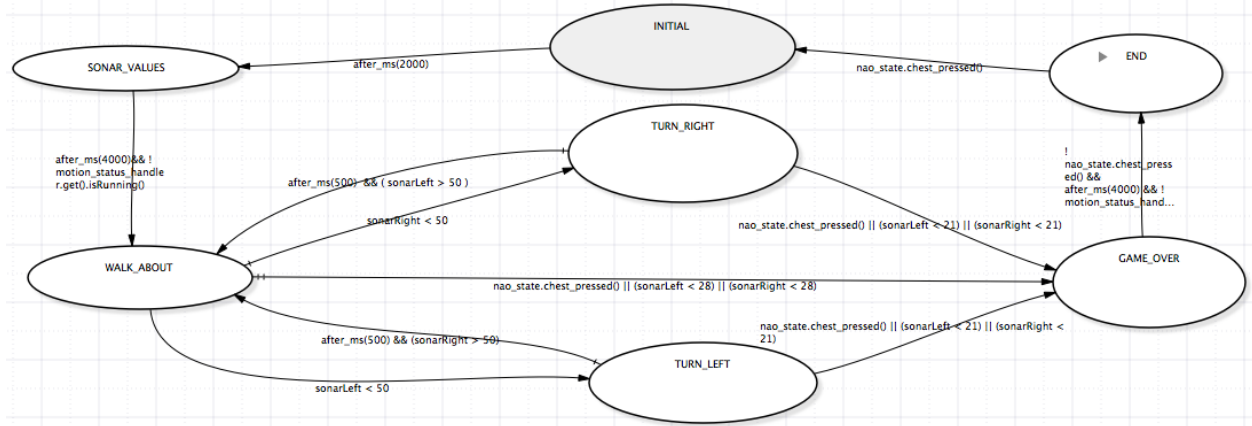 INITIAL
END
SONAR_VALUES
after_ms(2000)
nao_state.chest_pressed()
TURN_RIGHT
after_ms(4000)&& !
motion_status_handle
r.get().isRunning()
!
nao_state.chest_press
ed() &&
after_ms(4000) && !
motion_status_hand...
after_ms(500)  && ( sonarLeft > 50 )
sonarRight < 50
nao_state.chest_pressed() || (sonarLeft < 21) || (sonarRight < 21)
WALK_ABOUT
GAME_OVER
nao_state.chest_pressed() || (sonarLeft < 28) || (sonarRight < 28)
nao_state.chest_pressed() || (sonarLeft < 21) || (sonarRight <
21)
after_ms(500) && (sonarRight > 50)
TURN_LEFT
sonarLeft < 50